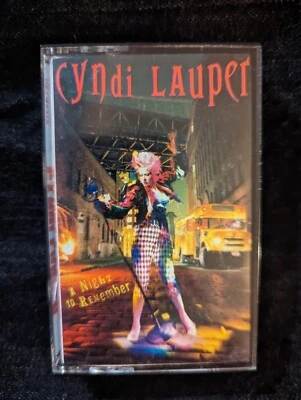 cyndi LAUPer
A NiGHt
tO ReMeMbeR